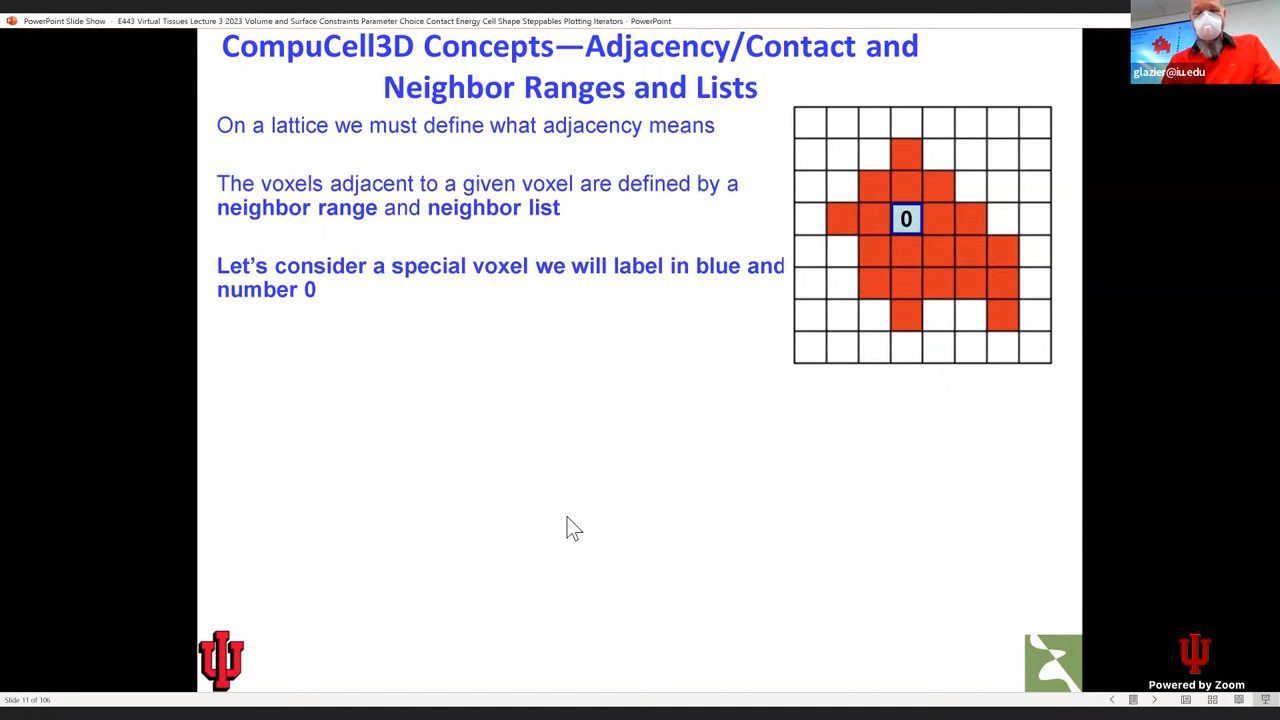 PowerPoint Slide Show - E443 Virtual Tissues Lecture 3 2023 Volume and Surface Constraints Parameter Choice Contact Energy Cell Shape Steppables Plotting Iterators - PowerPoint
glazier@iu.edu
CompuCell3D Concepts—Adjacency/Contact and
Neighbor Ranges and Lists
On a lattice we must define what adjacency means
The voxels adjacent to a given voxel are defined by a
neighbor range and neighbor list
Let's consider a special voxel we will label in blue and
number 0
0
Powered by Zoom
Slide 11 of 106